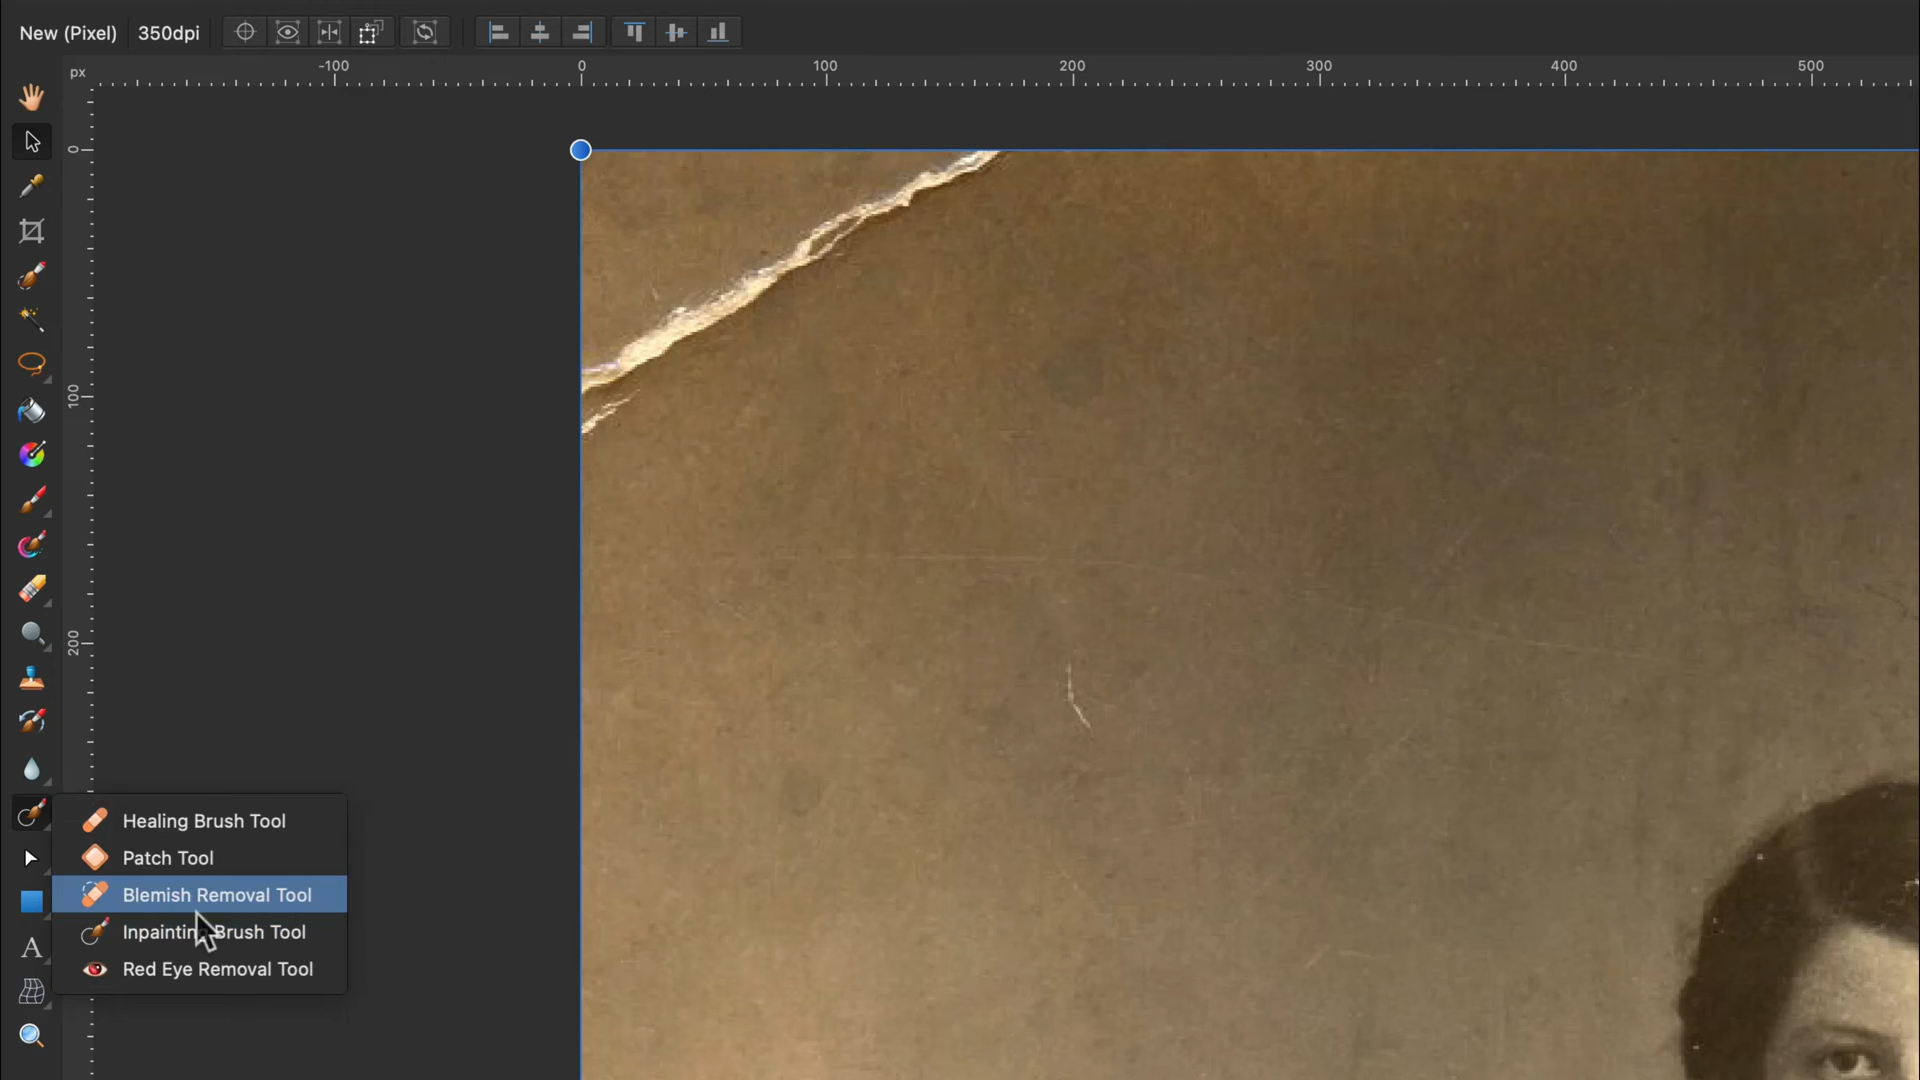 New (Pixel) 350dpi
px
-100 0 100 200 300 400 500
0
100
200
Healing Brush Tool
Patch Tool
Blemish Removal Tool
Inpainting Brush Tool
Red Eye Removal Tool
A